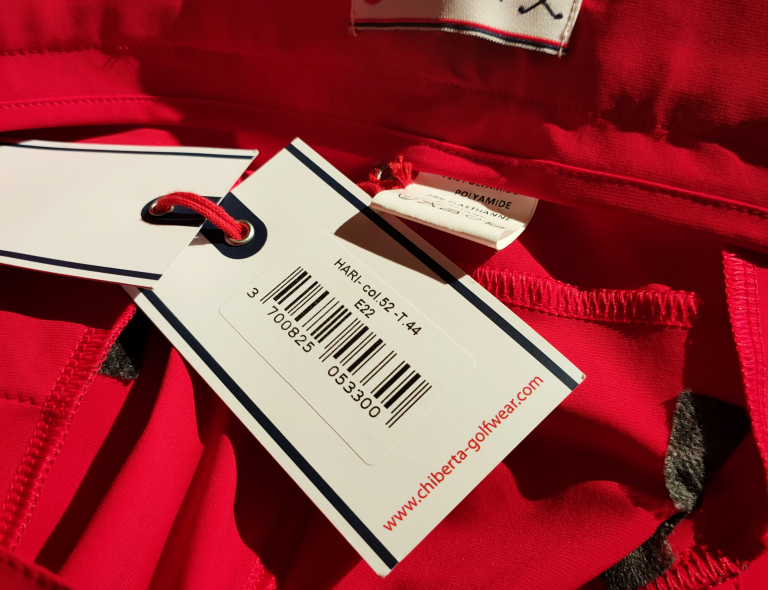 POLYAMIDE
HARI- col.52 -T.44
E22
3 700825 053300
www.chiberta-golfwear.com